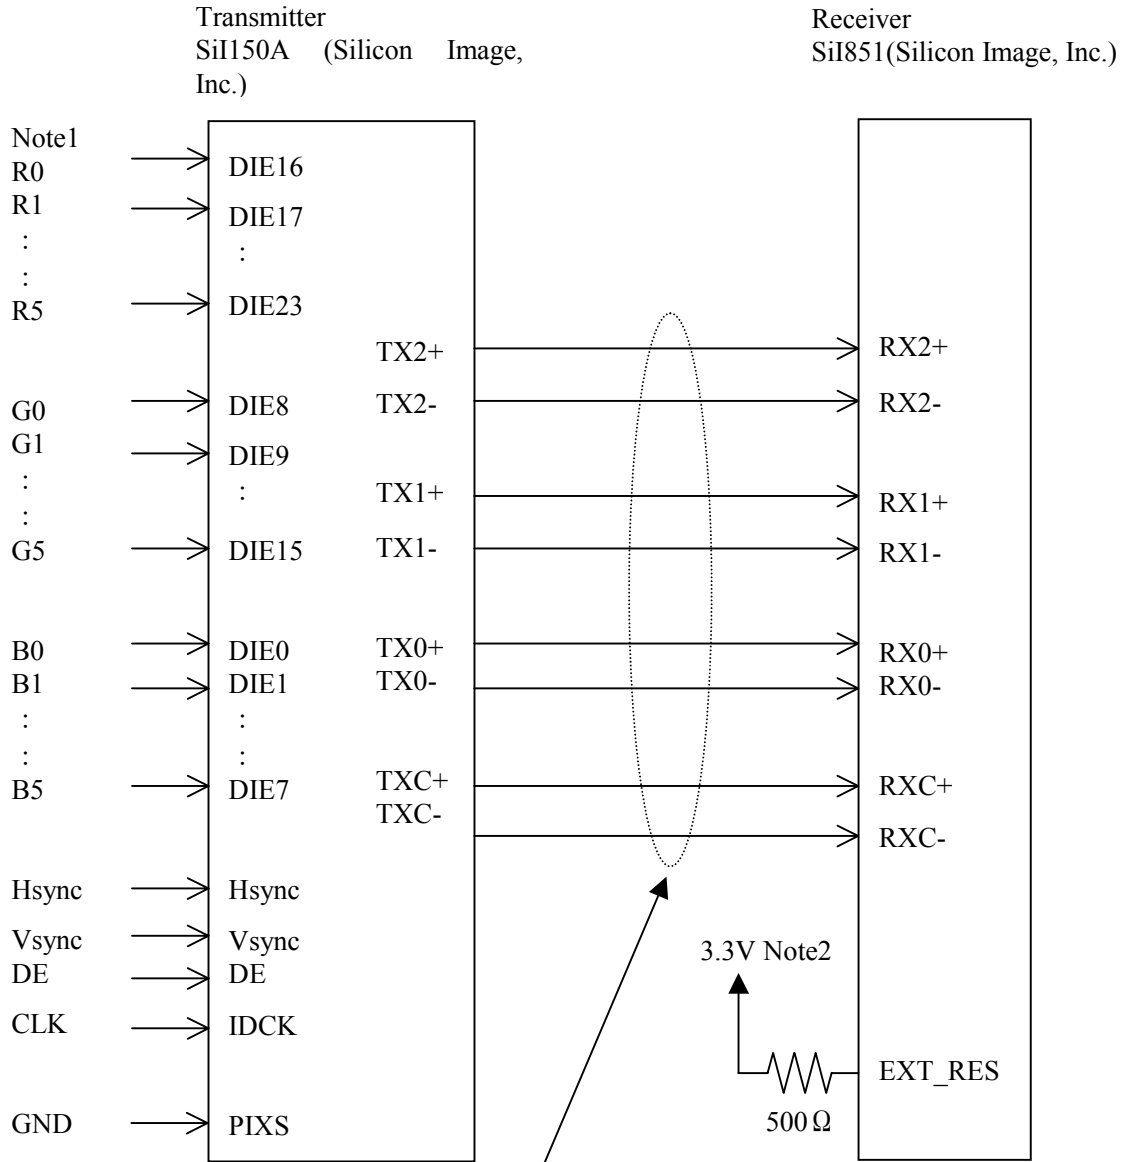 Transmitter
SiI150A (Silicon Image,
Inc.)
Receiver
SiI851(Silicon Image, Inc.)
Note1
R0
R1
:
:
R5
G0
G1
:
:
G5
B0
B1
:
:
B5
Hsync
Vsync
DE
CLK
GND
DIE16
DIE17
:
DIE23
DIE8
DIE9
:
DIE15
DIE0
DIE1
:
:
DIE7
Hsync
Vsync
DE
IDCK
PIXS
TX2+
TX2-
TX1+
TX1-
TX0+
TX0-
TXC+
TXC-
RX2+
RX2-
RX1+
RX1-
RX0+
RX0-
RXC+
RXC-
3.3V Note2
EXT_RES
500Ω